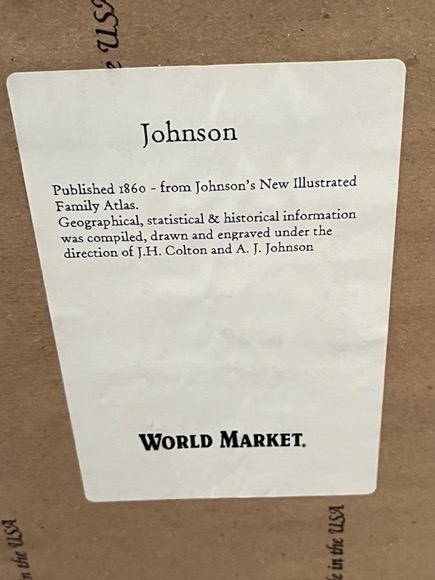 e USA
Johnson
Published 1860 - from Johnson's New Illustrated
Family Atlas.
Geographical, statistical & historical information
was compiled, drawn and engraved under the
direction of J.H. Colton and A. J. Johnson
WORLD MARKET.
n the USA
e in the USA